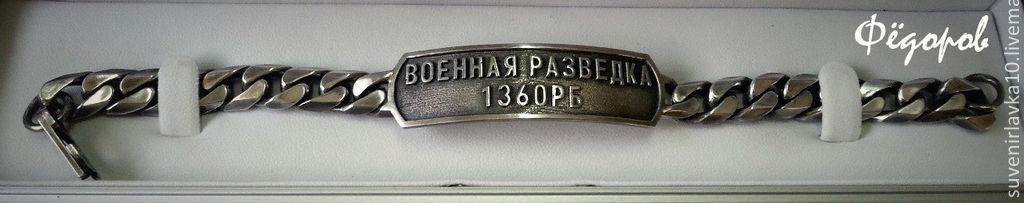 Фёдоров
ВОЕННАЯ РАЗВЕДКА
1360РБ
suvenirlavka10.livema